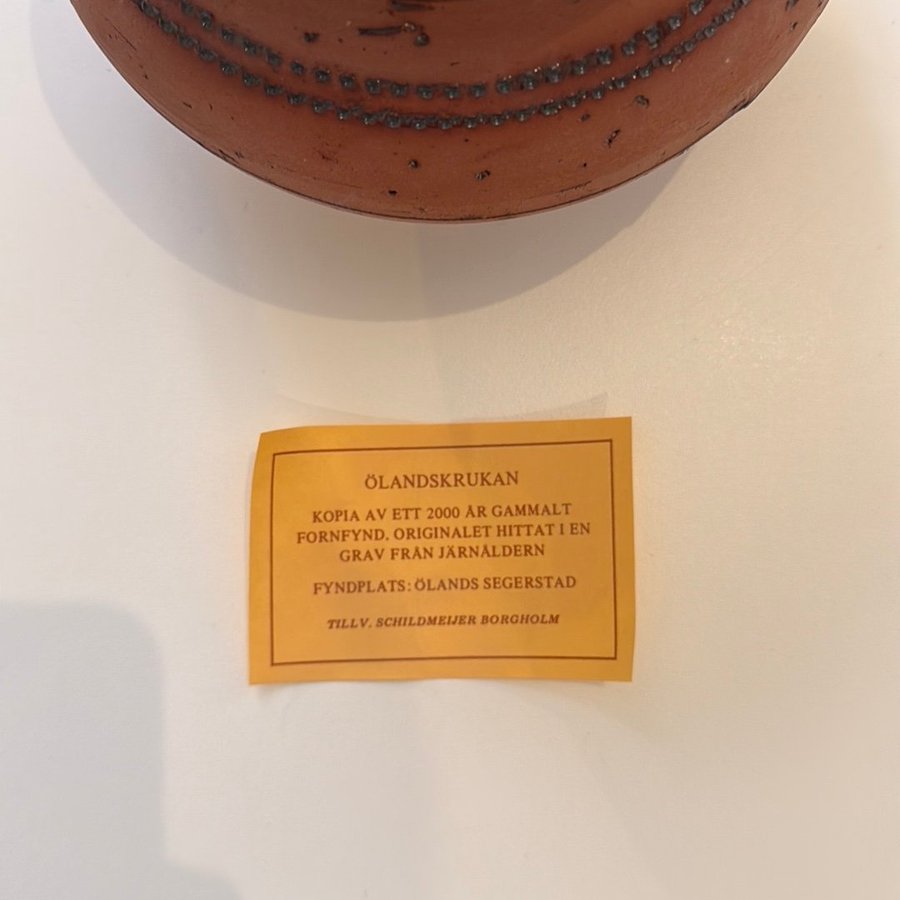 ÖLANDSKRUKAN
KOPIA AV ETT 2000 ÅR GAMMALT
FORNFYND. ORIGINALET HITTAT I EN
GRAV FRÅN JÄRNÅLDERN
FYNDPLATS: ÖLANDS SEGERSTAD
TILLV. SCHILDMEIJER BORGHOLM